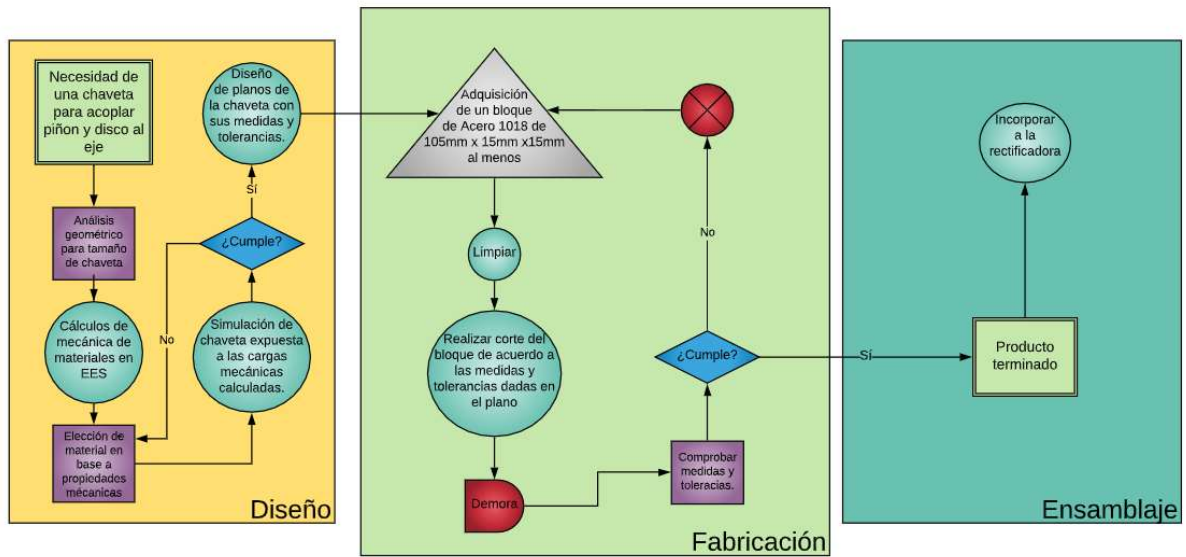 Necesidad de
una chaveta
para acoplar
piñon y disco al
eje
Análisis
geométrico
para tamaño
de chaveta
Cálculos de
mecánica de
materiales en
EES
Elección de
material en
base a
propiedades
mécanicas
Diseño
de planos de
la chaveta con
sus medidas y
tolerancias.
Sí
¿Cumple?
No
Simulación de
chaveta expuesta
a las cargas
mecánicas
calculadas.
Diseño
Adquisición
de un bloque
de Acero 1018 de
105mm x 15mm x15mm
al menos
Limpiar
Realizar corte del
bloque de acuerdo a
las medidas y
tolerancias dadas en
el plano
Demora
No
¿Cumple?
Comprobar
medidas y
toleracias.
Fabricación
Sí
Incorporar
a la
rectificadora
Producto
terminado
Ensamblaje